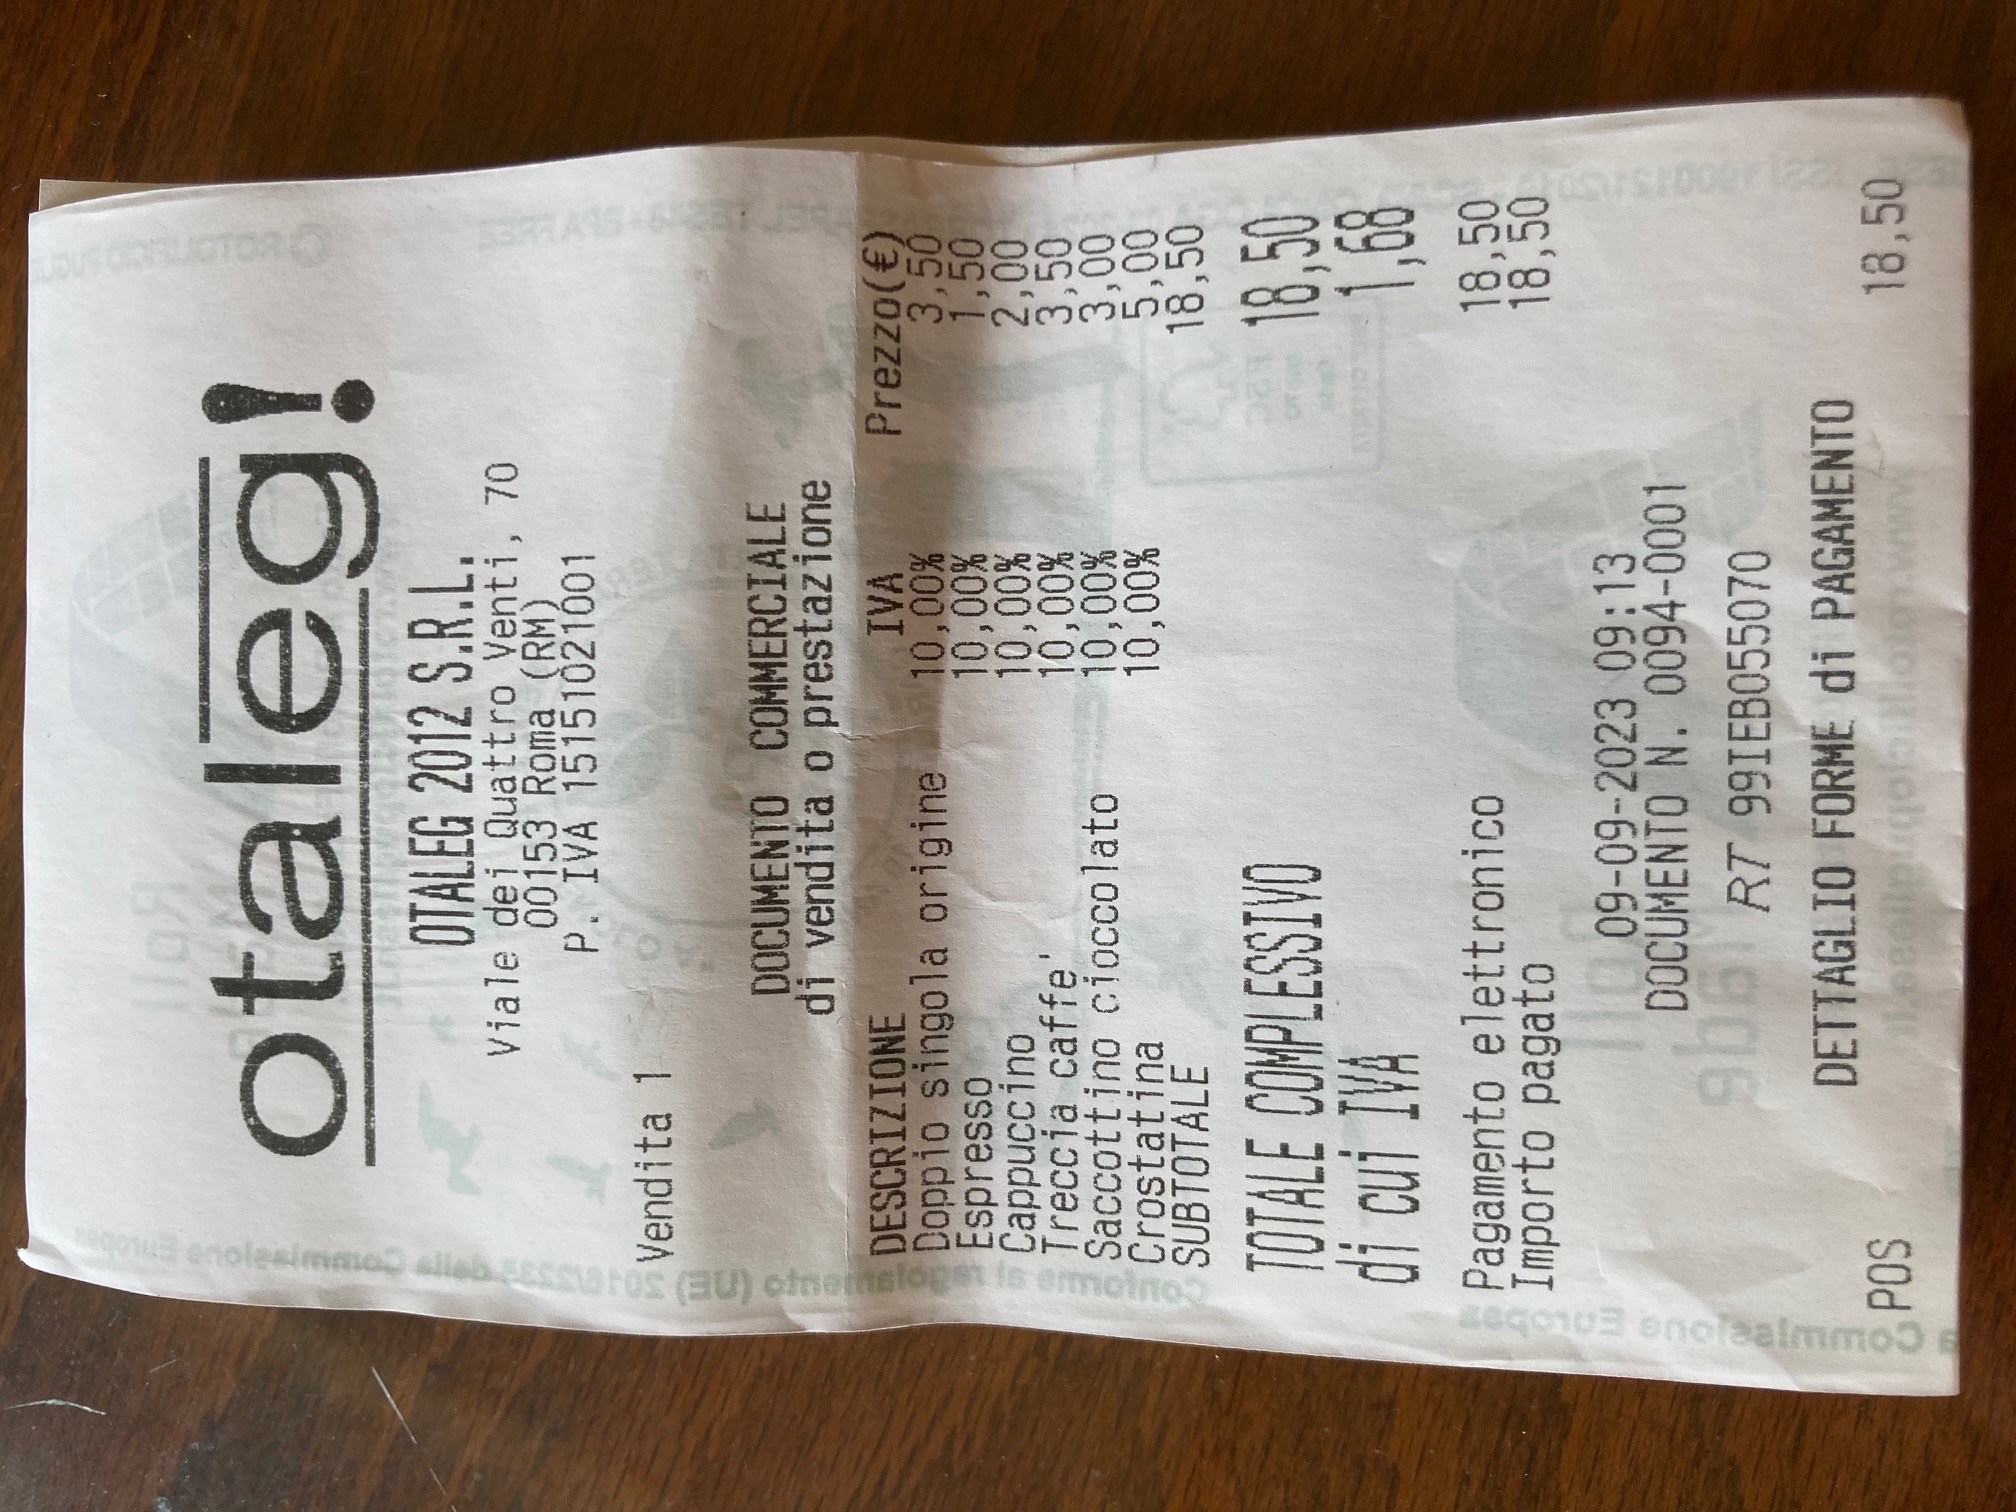 otaleg!
OTALEG 2012 S.R.L.
Viale dei Quattro Venti, 70
00153 Roma (RM)
P. IVA 15151021001
Vendita 1
DOCUMENTO COMMERCIALE
di vendita o prestazione
DESCRIZIONE IVA Prezzo(€)
Doppio singola origine 10,00% 3,50
Espresso 10,00% 1,50
Cappuccino 10,00% 2,00
Treccia caffe' 10,00% 3,50
Saccottino cioccolato 10,00% 3,00
Crostatina 10,00% 5,00
SUBTOTALE 18,50
TOTALE COMPLESSIVO 18,50
di cui IVA 1,68
Pagamento elettronico 18,50
Importo pagato 18,50
09-09-2023 09:13
DOCUMENTO N. 0094-0001
RT 99IEB055070
DETTAGLIO FORME di PAGAMENTO
POS 18,50
Conforme al regolamento (UE) 2016/2235 della Commissione Europea
a Commissione Europea